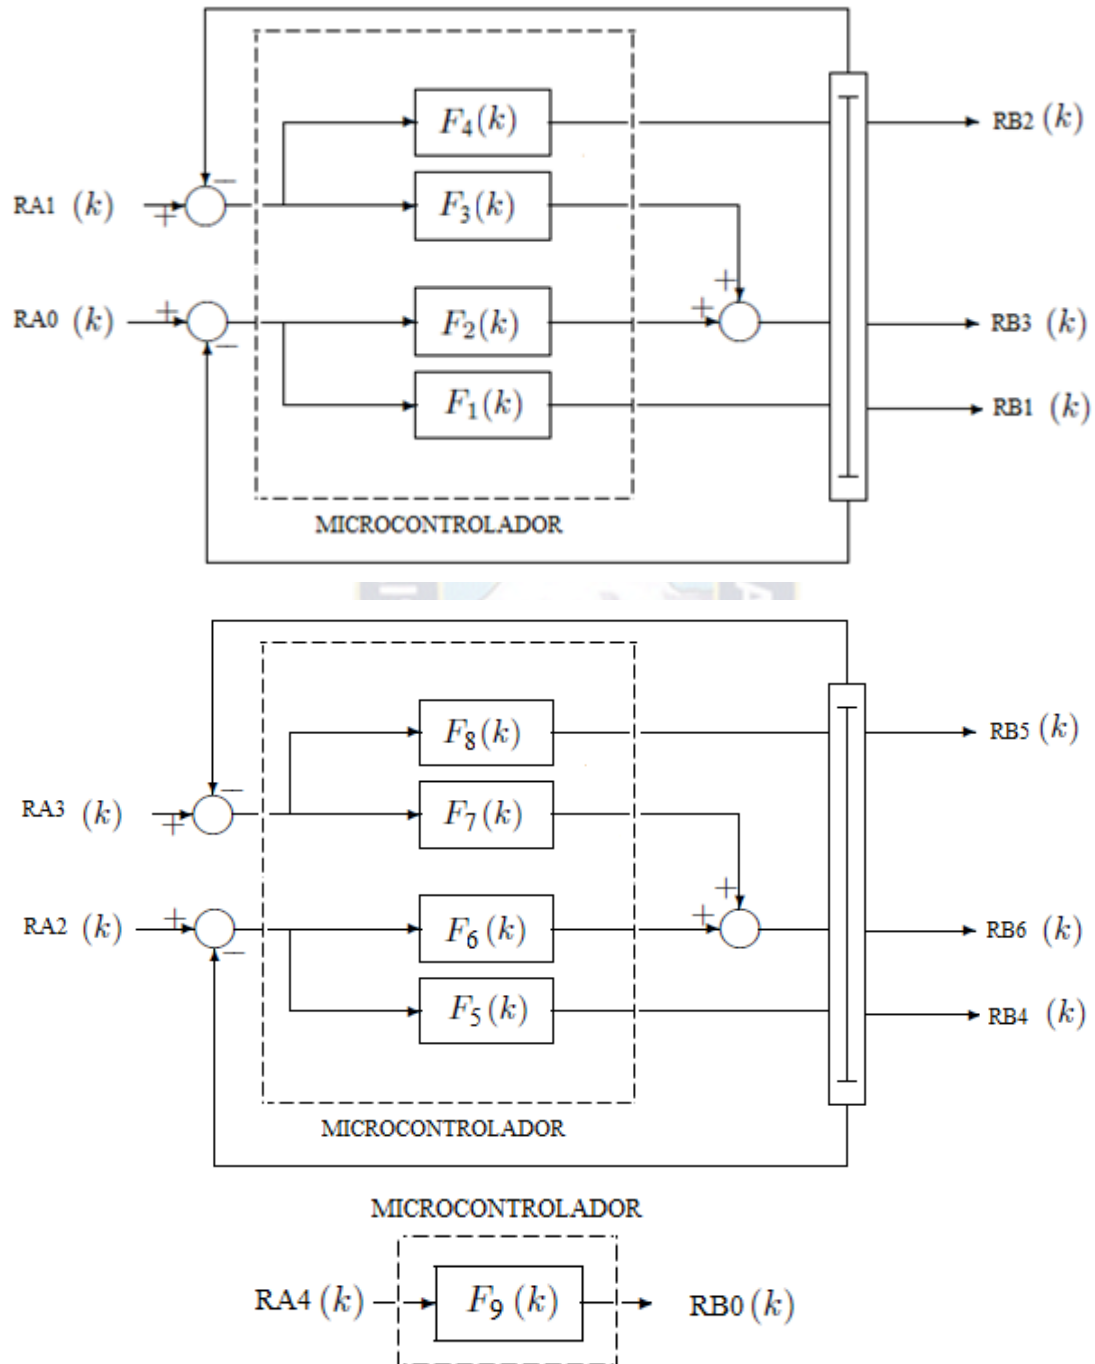 F₄(k)
RB2 (k)
RA1 (k)
−
+
F₃(k)
+
RA0 (k)
+
−
F₂(k)
+
RB3 (k)
F₁(k)
RB1 (k)
MICROCONTROLADOR
F₈(k)
RB5 (k)
RA3 (k)
−
+
F₇(k)
+
RA2 (k)
+
−
F₆(k)
+
RB6 (k)
F₅(k)
RB4 (k)
MICROCONTROLADOR
MICROCONTROLADOR
RA4 (k)
F₉ (k)
RB0 (k)